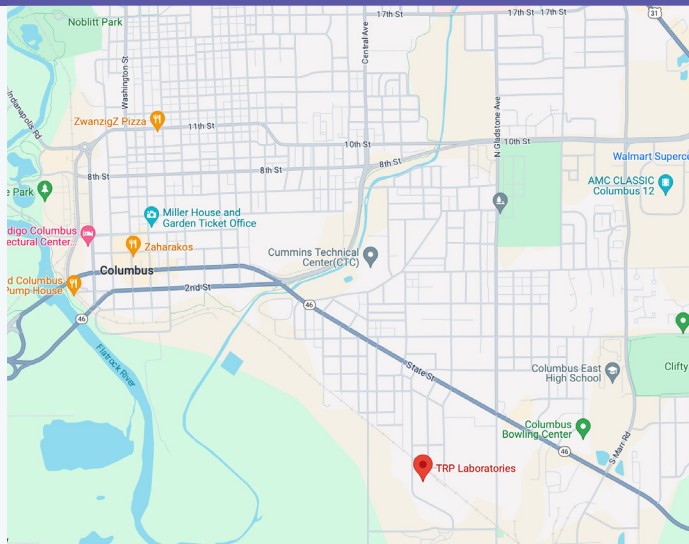 Noblitt Park
17th St
17th St
17th St
31
Indianapolis Rd
Washington St
Central Ave
N Gladstone Ave
ZwanzigZ Pizza
11th St
10th St
10th St
8th St
8th St
8th St
Walmart Superce
AMC CLASSIC
Columbus 12
e Park
Miller House and
Garden Ticket Office
digo Columbus
ectural Center...
Zaharakos
Cummins Technical
Center(CTC)
Columbus
d Columbus
Pump House
2nd St
46
46
Flatrock River
State St
Columbus East
High School
Clifty
Columbus
Bowling Center
S Marr Rd
46
TRP Laboratories
46